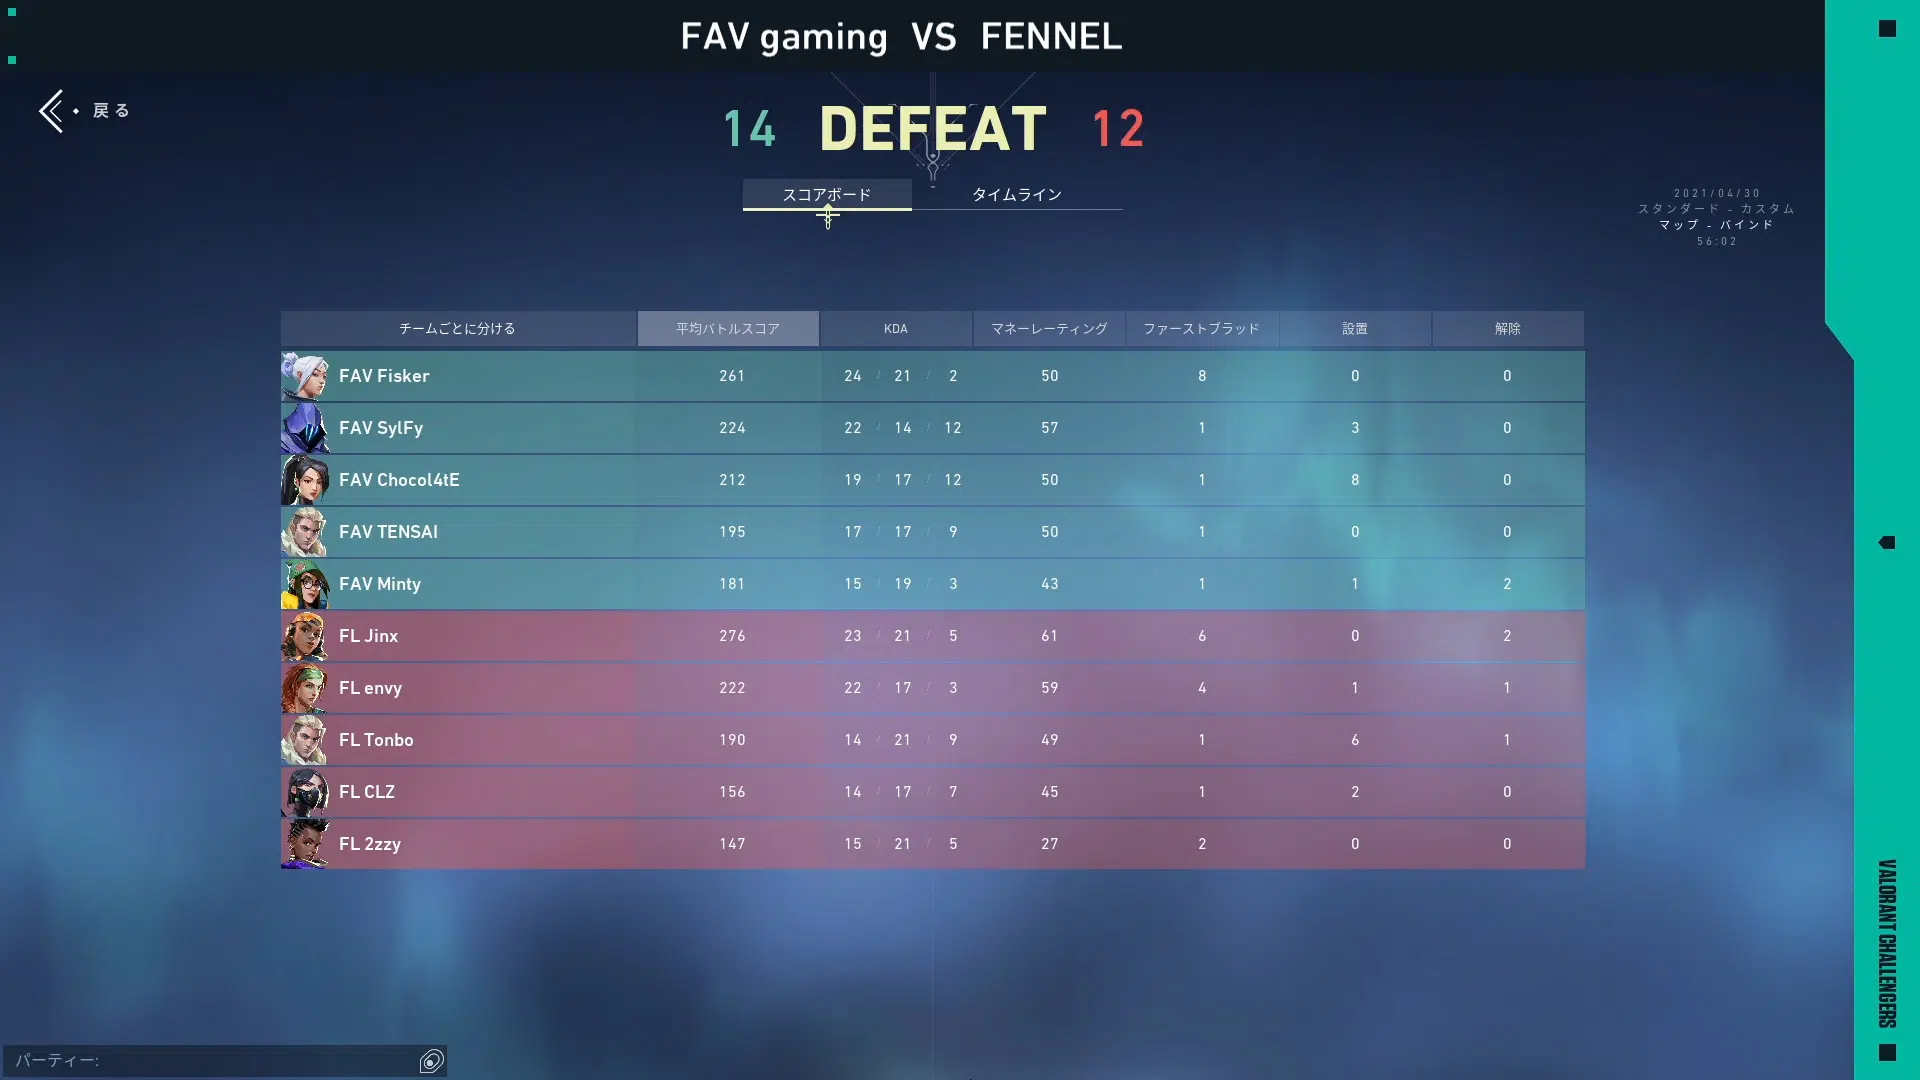 FAV gaming VS FENNEL
戻る
14 DEFEAT 12
スコアボード タイムライン
2021/04/30
スタンダード - カスタム
マップ - バインド
56:02
チームごとに分ける 平均バトルスコア KDA マネーレーティング ファーストブラッド 設置 解除
FAV Fisker 261 24 / 21 / 2 50 8 0 0
FAV SylFy 224 22 / 14 / 12 57 1 3 0
FAV Chocol4tE 212 19 / 17 / 12 50 1 8 0
FAV TENSAI 195 17 / 17 / 9 50 1 0 0
FAV Minty 181 15 / 19 / 3 43 1 1 2
FL Jinx 276 23 / 21 / 5 61 6 0 2
FL envy 222 22 / 17 / 3 59 4 1 1
FL Tonbo 190 14 / 21 / 9 49 1 6 1
FL CLZ 156 14 / 17 / 7 45 1 2 0
FL 2zzy 147 15 / 21 / 5 27 2 0 0
パーティー:
VALORANT CHALLENGERS